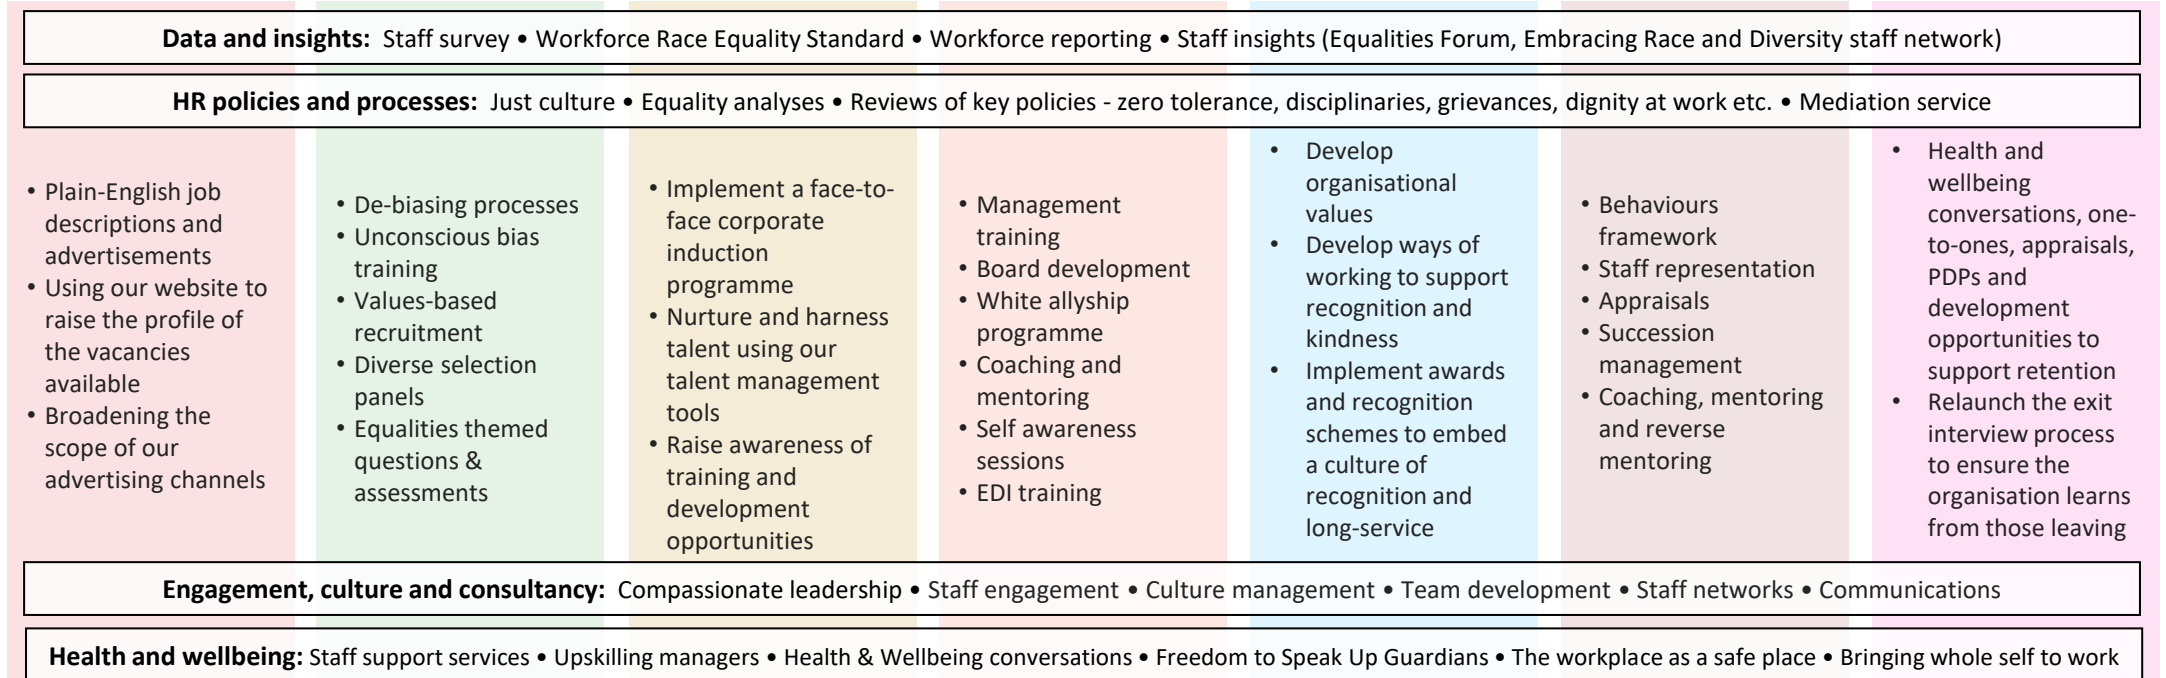 Data and insights: Staff survey • Workforce Race Equality Standard • Workforce reporting • Staff insights (Equalities Forum, Embracing Race and Diversity staff network)
HR policies and processes: Just culture • Equality analyses • Reviews of key policies - zero tolerance, disciplinaries, grievances, dignity at work etc. • Mediation service
• Plain-English job
descriptions and
advertisements
• Using our website to
raise the profile of
the vacancies
available
• Broadening the
scope of our
advertising channels
• De-biasing processes
• Unconscious bias
training
• Values-based
recruitment
• Diverse selection
panels
• Equalities themed
questions &
assessments
• Implement a face-to-
face corporate
induction
programme
• Nurture and harness
talent using our
talent management
tools
• Raise awareness of
training and
development
opportunities
• Management
training
• Board development
• White allyship
programme
• Coaching and
mentoring
• Self awareness
sessions
• EDI training
• Develop
organisational
values
• Develop ways of
working to support
recognition and
kindness
• Implement awards
and recognition
schemes to embed
a culture of
recognition and
long-service
• Behaviours
framework
• Staff representation
• Appraisals
• Succession
management
• Coaching, mentoring
and reverse
mentoring
• Health and
wellbeing
conversations, one-
to-ones, appraisals,
PDPs and
development
opportunities to
support retention
• Relaunch the exit
interview process
to ensure the
organisation learns
from those leaving
Engagement, culture and consultancy: Compassionate leadership • Staff engagement • Culture management • Team development • Staff networks • Communications
Health and wellbeing: Staff support services • Upskilling managers • Health & Wellbeing conversations • Freedom to Speak Up Guardians • The workplace as a safe place • Bringing whole self to work